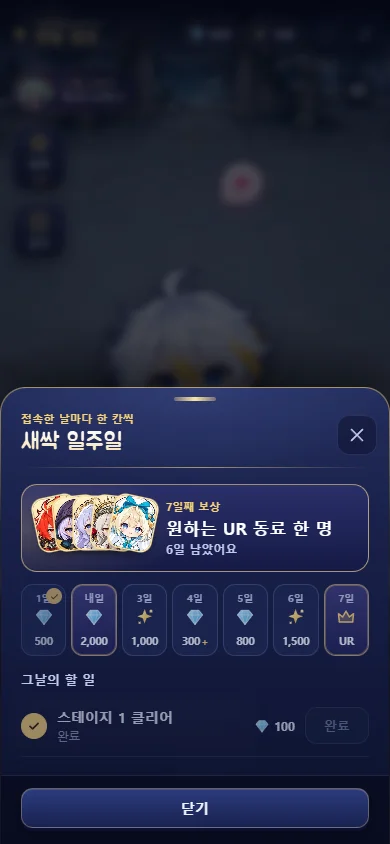 접속한 날마다 한 칸씩
새싹 일주일
7일째 보상
원하는 UR 동료 한 명
6일 남았어요
1일 내일 3일 4일 5일 6일 7일
500 2,000 1,000 300+ 800 1,500 UR
그날의 할 일
스테이지 1 클리어
완료
100
완료
닫기